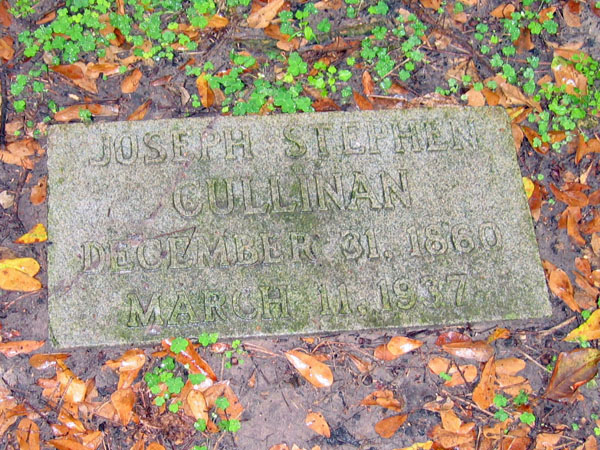 JOSEPH STEPHEN
CULLINAN
DECEMBER 31, 1860
MARCH 11, 1937